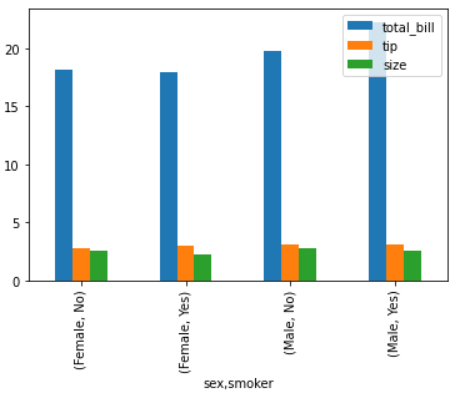 total_bill
tip
size
20
15
10
5
0
(Female, No)
(Female, Yes)
(Male, No)
(Male, Yes)
sex,smoker